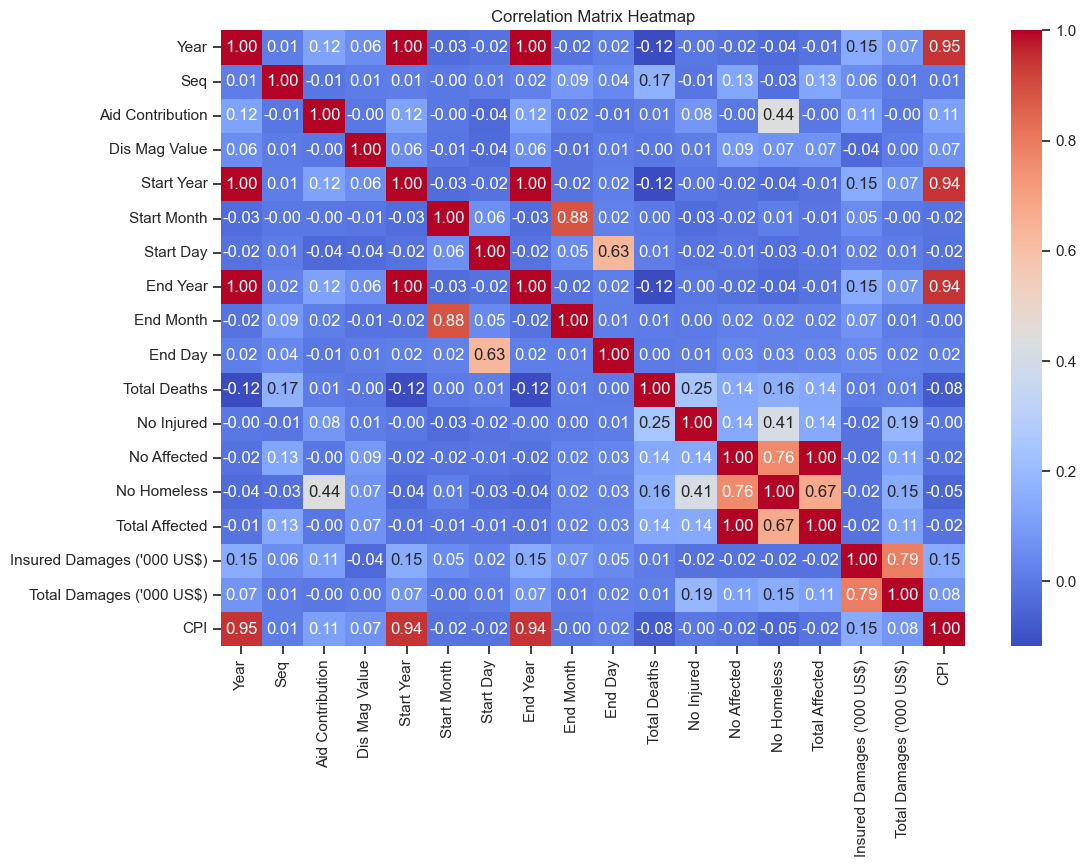 Correlation Matrix Heatmap
Year 1.00 0.01 0.12 0.06 1.00 -0.03 -0.02 1.00 -0.02 0.02 -0.12 -0.00 -0.02 -0.04 -0.01 0.15 0.07 0.95
Seq 0.01 1.00 -0.01 0.01 0.01 -0.00 0.01 0.02 0.09 0.04 0.17 -0.01 0.13 -0.03 0.13 0.06 0.01 0.01
Aid Contribution 0.12 -0.01 1.00 -0.00 0.12 -0.00 -0.04 0.12 0.02 -0.01 0.01 0.08 -0.00 0.44 -0.00 0.11 -0.00 0.11
Dis Mag Value 0.06 0.01 -0.00 1.00 0.06 -0.01 -0.04 0.06 -0.01 0.01 -0.00 0.01 0.09 0.07 0.07 -0.04 0.00 0.07
Start Year 1.00 0.01 0.12 0.06 1.00 -0.03 -0.02 1.00 -0.02 0.02 -0.12 -0.00 -0.02 -0.04 -0.01 0.15 0.07 0.94
Start Month -0.03 -0.00 -0.00 -0.01 -0.03 1.00 0.06 -0.03 0.88 0.02 0.00 -0.03 -0.02 0.01 -0.01 0.05 -0.00 -0.02
Start Day -0.02 0.01 -0.04 -0.04 -0.02 0.06 1.00 -0.02 0.05 0.63 0.01 -0.02 -0.01 -0.03 -0.01 0.02 0.01 -0.02
End Year 1.00 0.02 0.12 0.06 1.00 -0.03 -0.02 1.00 -0.02 0.02 -0.12 -0.00 -0.02 -0.04 -0.01 0.15 0.07 0.94
End Month -0.02 0.09 0.02 -0.01 -0.02 0.88 0.05 -0.02 1.00 0.01 0.01 0.00 0.02 0.02 0.02 0.07 0.01 -0.00
End Day 0.02 0.04 -0.01 0.01 0.02 0.02 0.63 0.02 0.01 1.00 0.00 0.01 0.03 0.03 0.03 0.05 0.02 0.02
Total Deaths -0.12 0.17 0.01 -0.00 -0.12 0.00 0.01 -0.12 0.01 0.00 1.00 0.25 0.14 0.16 0.14 0.01 0.01 -0.08
No Injured -0.00 -0.01 0.08 0.01 -0.00 -0.03 -0.02 -0.00 0.00 0.01 0.25 1.00 0.14 0.41 0.14 -0.02 0.19 -0.00
No Affected -0.02 0.13 -0.00 0.09 -0.02 -0.02 -0.01 -0.02 0.02 0.03 0.14 0.14 1.00 0.76 1.00 -0.02 0.11 -0.02
No Homeless -0.04 -0.03 0.44 0.07 -0.04 0.01 -0.03 -0.04 0.02 0.03 0.16 0.41 0.76 1.00 0.67 -0.02 0.15 -0.05
Total Affected -0.01 0.13 -0.00 0.07 -0.01 -0.01 -0.01 -0.01 0.02 0.03 0.14 0.14 1.00 0.67 1.00 -0.02 0.11 -0.02
Insured Damages ('000 US$) 0.15 0.06 0.11 -0.04 0.15 0.05 0.02 0.15 0.07 0.05 0.01 -0.02 -0.02 -0.02 -0.02 1.00 0.79 0.15
Total Damages ('000 US$) 0.07 0.01 -0.00 0.00 0.07 -0.00 0.01 0.07 0.01 0.02 0.01 0.19 0.11 0.15 0.11 0.79 1.00 0.08
CPI 0.95 0.01 0.11 0.07 0.94 -0.02 -0.02 0.94 -0.00 0.02 -0.08 -0.00 -0.02 -0.05 -0.02 0.15 0.08 1.00
Year
Seq
Aid Contribution
Dis Mag Value
Start Year
Start Month
Start Day
End Year
End Month
End Day
Total Deaths
No Injured
No Affected
No Homeless
Total Affected
Insured Damages ('000 US$)
Total Damages ('000 US$)
CPI
1.0
0.8
0.6
0.4
0.2
0.0